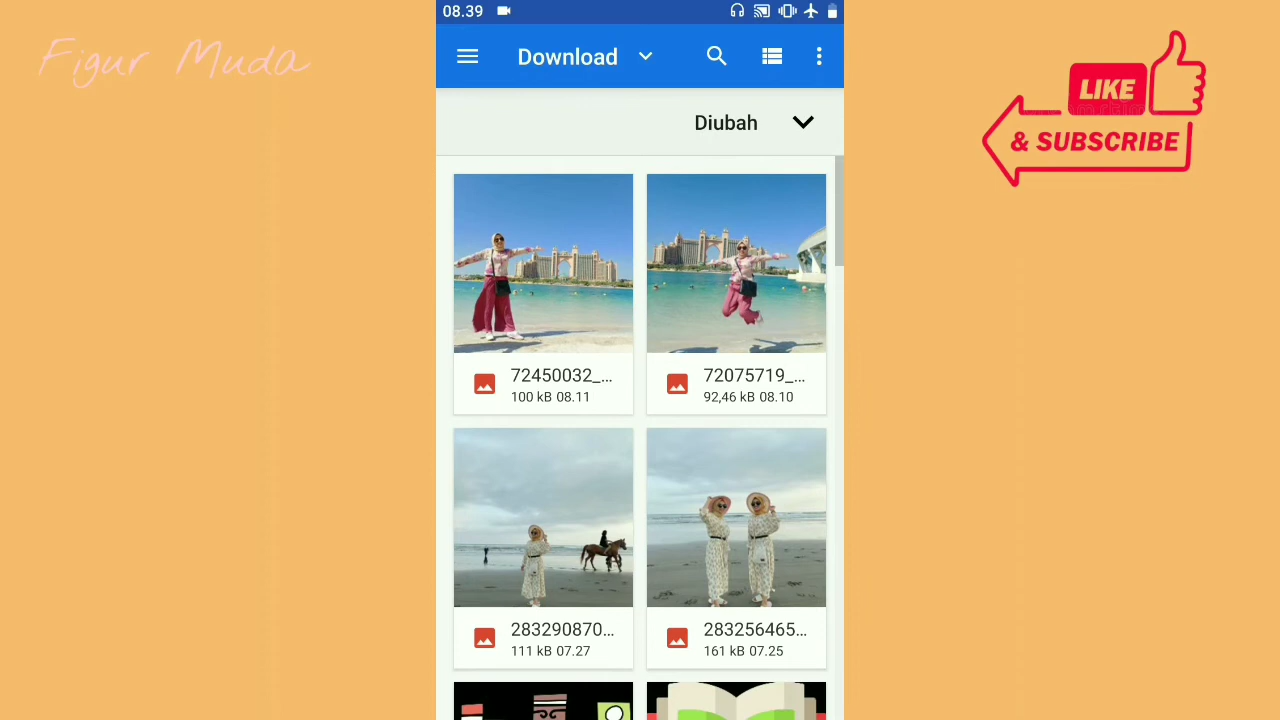 Figur Muda
08.39
Download
Diubah
72450032_...
100 kB 08.11
72075719_...
92,46 kB 08.10
283290870...
111 kB 07.27
283256465...
161 kB 07.25
LIKE
& SUBSCRIBE